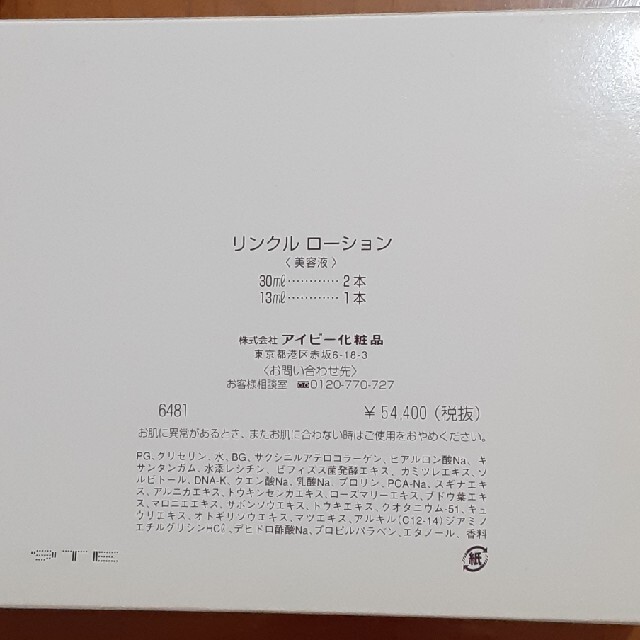 リンクル ローション
〈美容液〉
30㎖…………2本
13㎖…………1本
株式会社 アイビー化粧品
東京都港区赤坂6-18-3
〈お問い合わせ先〉
お客様相談室 ☎0120-770-727
6481 ￥54,400（税抜）
お肌に異常があるとき、またお肌に合わない時はご使用をおやめください。
PG、グリセリン、水、BG、サクシニルアテロコラーゲン、ヒアルロン酸Na、キ
サンタンガム、水添レシチン、ビフィズス菌発酵エキス、カミツレエキス、ソ
ルビトール、DNA-K、クエン酸Na、乳酸Na、プロリン、PCA-Na、スギナエキ
ス、アルニカエキス、トウキンセンカエキス、ローズマリーエキス、ブドウ葉エキ
ス、マロニエエキス、サボンソウエキス、トウキエキス、クオタニウム-51、キュ
ウリエキス、オトギリソウエキス、マツエキス、アルキル(C12-14)ジアミノ
エチルグリシンHCl、デヒドロ酢酸Na、プロピルパラベン、エタノール、香料
紙